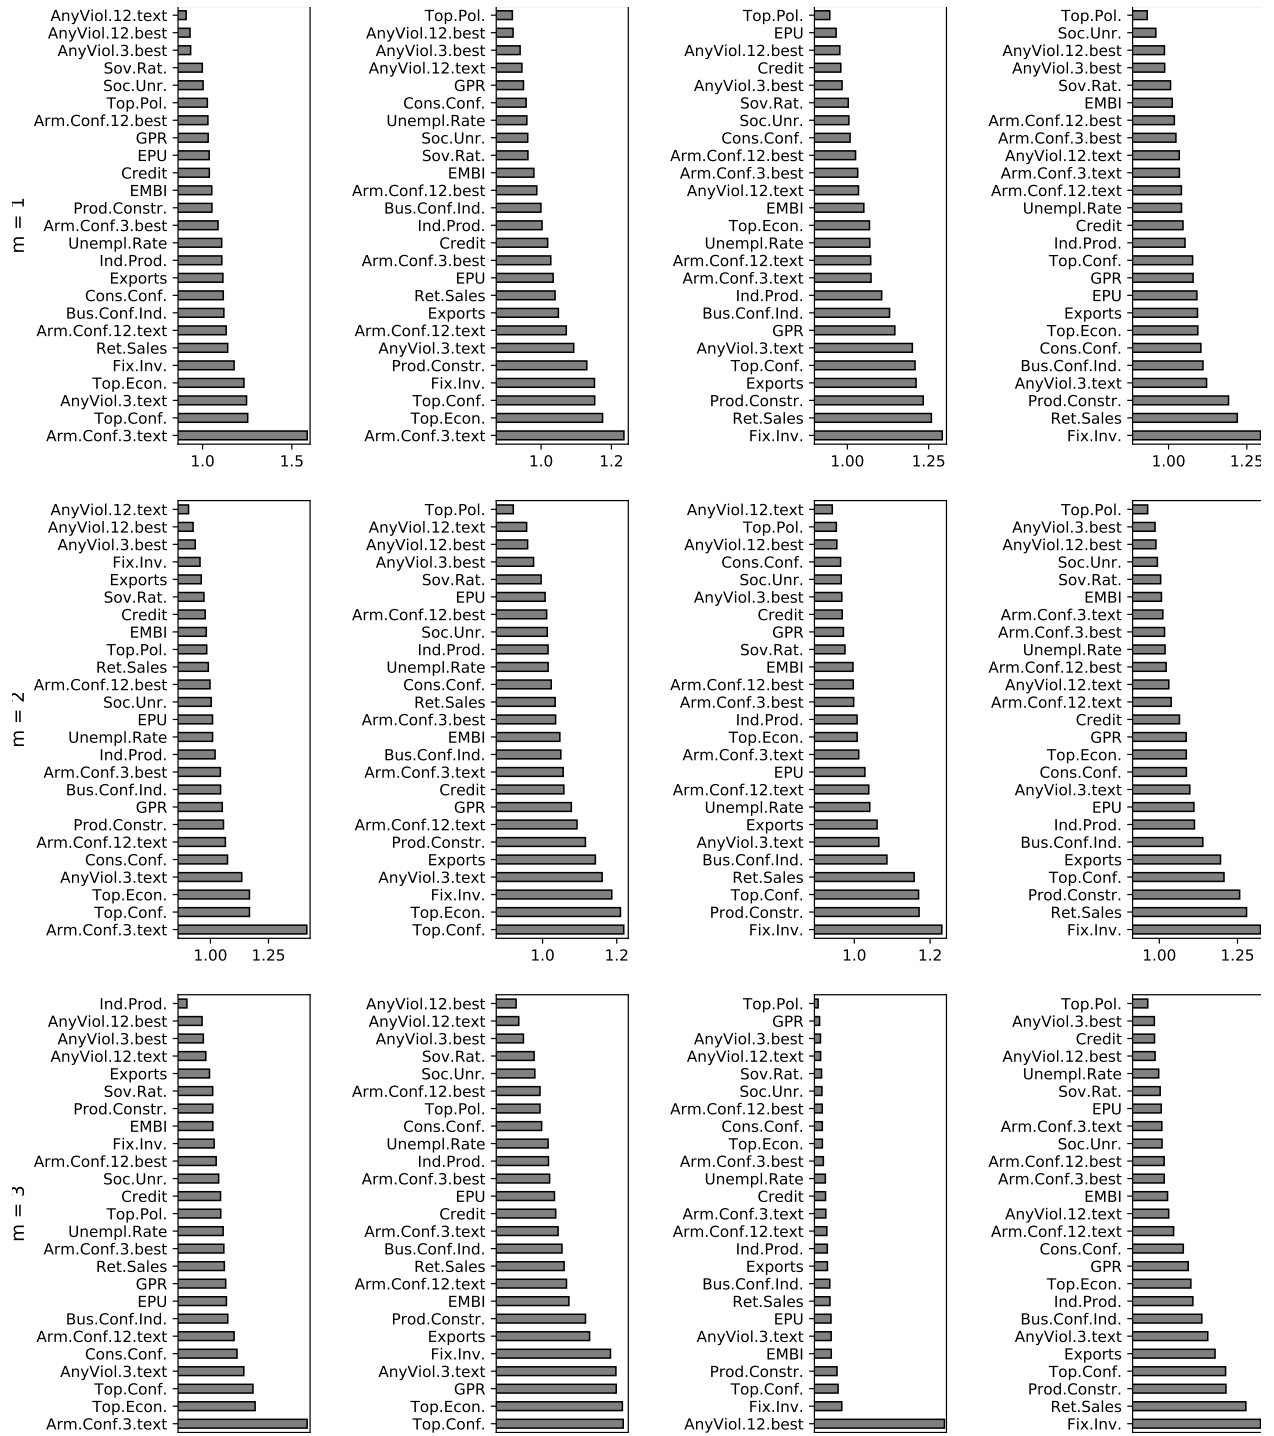 AnyViol.12.text
AnyViol.12.best
AnyViol.3.best
Sov.Rat.
Soc.Unr.
Top.Pol.
Arm.Conf.12.best
GPR
EPU
Credit
EMBI
Prod.Constr.
Arm.Conf.3.best
Unempl.Rate
Ind.Prod.
Exports
Cons.Conf.
Bus.Conf.Ind.
Arm.Conf.12.text
Ret.Sales
Fix.Inv.
Top.Econ.
AnyViol.3.text
Top.Conf.
Arm.Conf.3.text
1.0 1.5
m = 1
Top.Pol.
AnyViol.12.best
AnyViol.3.best
AnyViol.12.text
GPR
Cons.Conf.
Unempl.Rate
Soc.Unr.
Sov.Rat.
EMBI
Arm.Conf.12.best
Bus.Conf.Ind.
Ind.Prod.
Credit
Arm.Conf.3.best
EPU
Ret.Sales
Exports
Arm.Conf.12.text
AnyViol.3.text
Prod.Constr.
Fix.Inv.
Top.Conf.
Top.Econ.
Arm.Conf.3.text
1.0 1.2
Top.Pol.
EPU
AnyViol.12.best
Credit
AnyViol.3.best
Sov.Rat.
Soc.Unr.
Cons.Conf.
Arm.Conf.12.best
Arm.Conf.3.best
AnyViol.12.text
EMBI
Top.Econ.
Unempl.Rate
Arm.Conf.12.text
Arm.Conf.3.text
Ind.Prod.
Bus.Conf.Ind.
GPR
AnyViol.3.text
Top.Conf.
Exports
Prod.Constr.
Ret.Sales
Fix.Inv.
1.00 1.25
Top.Pol.
Soc.Unr.
AnyViol.12.best
AnyViol.3.best
Sov.Rat.
EMBI
Arm.Conf.12.best
Arm.Conf.3.best
AnyViol.12.text
Arm.Conf.3.text
Arm.Conf.12.text
Unempl.Rate
Credit
Ind.Prod.
Top.Conf.
GPR
EPU
Exports
Top.Econ.
Cons.Conf.
Bus.Conf.Ind.
AnyViol.3.text
Prod.Constr.
Ret.Sales
Fix.Inv.
1.00 1.25
AnyViol.12.text
AnyViol.12.best
AnyViol.3.best
Fix.Inv.
Exports
Sov.Rat.
Credit
EMBI
Top.Pol.
Ret.Sales
Arm.Conf.12.best
Soc.Unr.
EPU
Unempl.Rate
Ind.Prod.
Arm.Conf.3.best
Bus.Conf.Ind.
GPR
Prod.Constr.
Arm.Conf.12.text
Cons.Conf.
AnyViol.3.text
Top.Econ.
Top.Conf.
Arm.Conf.3.text
1.00 1.25
m = 2
Top.Pol.
AnyViol.12.text
AnyViol.12.best
AnyViol.3.best
Sov.Rat.
EPU
Arm.Conf.12.best
Soc.Unr.
Ind.Prod.
Unempl.Rate
Cons.Conf.
Ret.Sales
Arm.Conf.3.best
EMBI
Bus.Conf.Ind.
Arm.Conf.3.text
Credit
GPR
Arm.Conf.12.text
Prod.Constr.
Exports
AnyViol.3.text
Fix.Inv.
Top.Econ.
Top.Conf.
1.0 1.2
AnyViol.12.text
Top.Pol.
AnyViol.12.best
Cons.Conf.
Soc.Unr.
AnyViol.3.best
Credit
GPR
Sov.Rat.
EMBI
Arm.Conf.12.best
Arm.Conf.3.best
Ind.Prod.
Top.Econ.
Arm.Conf.3.text
EPU
Arm.Conf.12.text
Unempl.Rate
Exports
AnyViol.3.text
Bus.Conf.Ind.
Ret.Sales
Top.Conf.
Prod.Constr.
Fix.Inv.
1.0 1.2
Top.Pol.
AnyViol.3.best
AnyViol.12.best
Soc.Unr.
Sov.Rat.
EMBI
Arm.Conf.3.text
Arm.Conf.3.best
Unempl.Rate
Arm.Conf.12.best
AnyViol.12.text
Arm.Conf.12.text
Credit
GPR
Top.Econ.
Cons.Conf.
AnyViol.3.text
EPU
Ind.Prod.
Bus.Conf.Ind.
Exports
Top.Conf.
Prod.Constr.
Ret.Sales
Fix.Inv.
1.00 1.25
Ind.Prod.
AnyViol.12.best
AnyViol.3.best
AnyViol.12.text
Exports
Sov.Rat.
Prod.Constr.
EMBI
Fix.Inv.
Arm.Conf.12.best
Soc.Unr.
Credit
Top.Pol.
Unempl.Rate
Arm.Conf.3.best
Ret.Sales
GPR
EPU
Bus.Conf.Ind.
Arm.Conf.12.text
Cons.Conf.
AnyViol.3.text
Top.Conf.
Top.Econ.
Arm.Conf.3.text
m = 3
AnyViol.12.best
AnyViol.12.text
AnyViol.3.best
Sov.Rat.
Soc.Unr.
Arm.Conf.12.best
Top.Pol.
Cons.Conf.
Unempl.Rate
Ind.Prod.
Arm.Conf.3.best
EPU
Credit
Arm.Conf.3.text
Bus.Conf.Ind.
Ret.Sales
Arm.Conf.12.text
EMBI
Prod.Constr.
Exports
Fix.Inv.
AnyViol.3.text
GPR
Top.Econ.
Top.Conf.
Top.Pol.
GPR
AnyViol.3.best
AnyViol.12.text
Sov.Rat.
Soc.Unr.
Arm.Conf.12.best
Cons.Conf.
Top.Econ.
Arm.Conf.3.best
Unempl.Rate
Credit
Arm.Conf.3.text
Arm.Conf.12.text
Ind.Prod.
Exports
Bus.Conf.Ind.
Ret.Sales
EPU
AnyViol.3.text
EMBI
Prod.Constr.
Top.Conf.
Fix.Inv.
AnyViol.12.best
Top.Pol.
AnyViol.3.best
Credit
AnyViol.12.best
Unempl.Rate
Sov.Rat.
EPU
Arm.Conf.3.text
Soc.Unr.
Arm.Conf.12.best
Arm.Conf.3.best
EMBI
AnyViol.12.text
Arm.Conf.12.text
Cons.Conf.
GPR
Top.Econ.
Ind.Prod.
Bus.Conf.Ind.
AnyViol.3.text
Exports
Top.Conf.
Prod.Constr.
Ret.Sales
Fix.Inv.